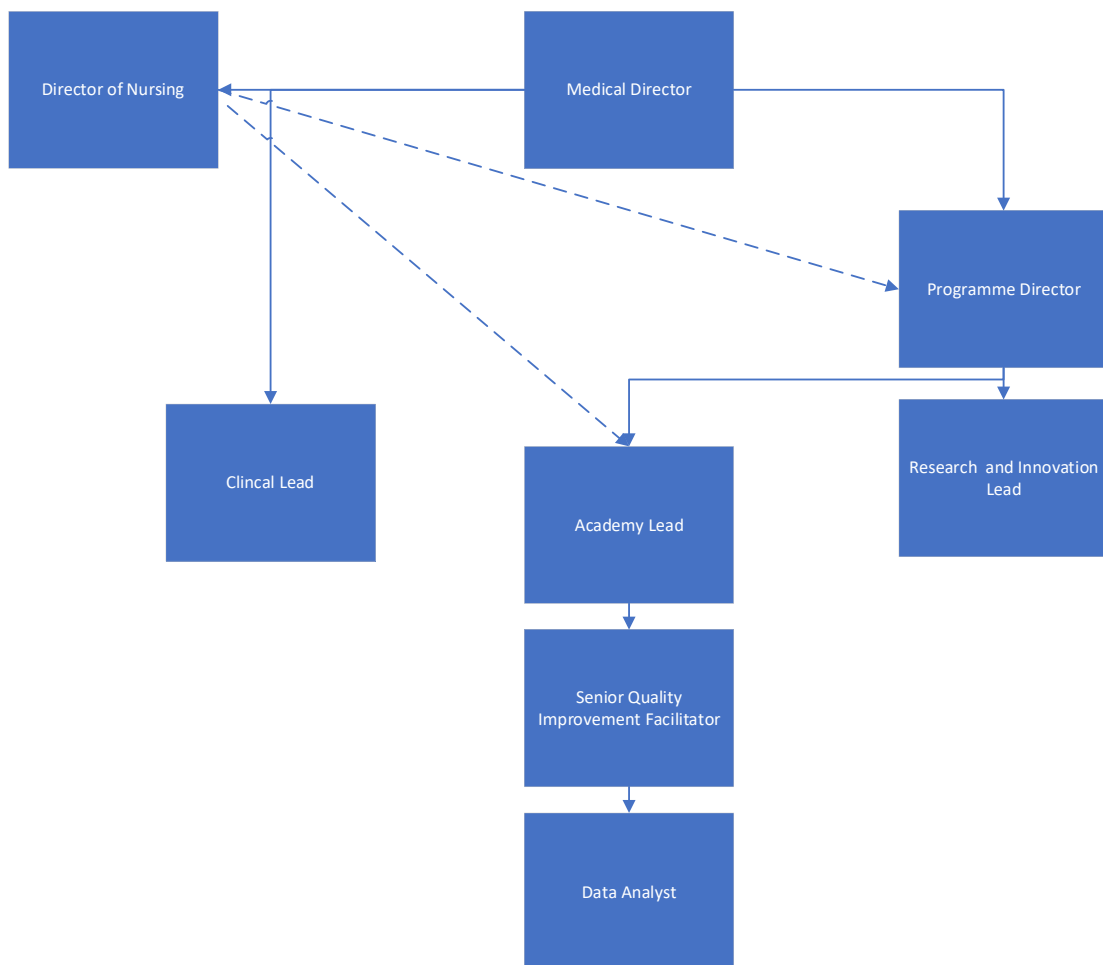 Director of Nursing
Medical Director
Programme Director
Clincal Lead
Academy Lead
Research  and Innovation
Lead
Senior Quality
Improvement Facilitator
Data Analyst